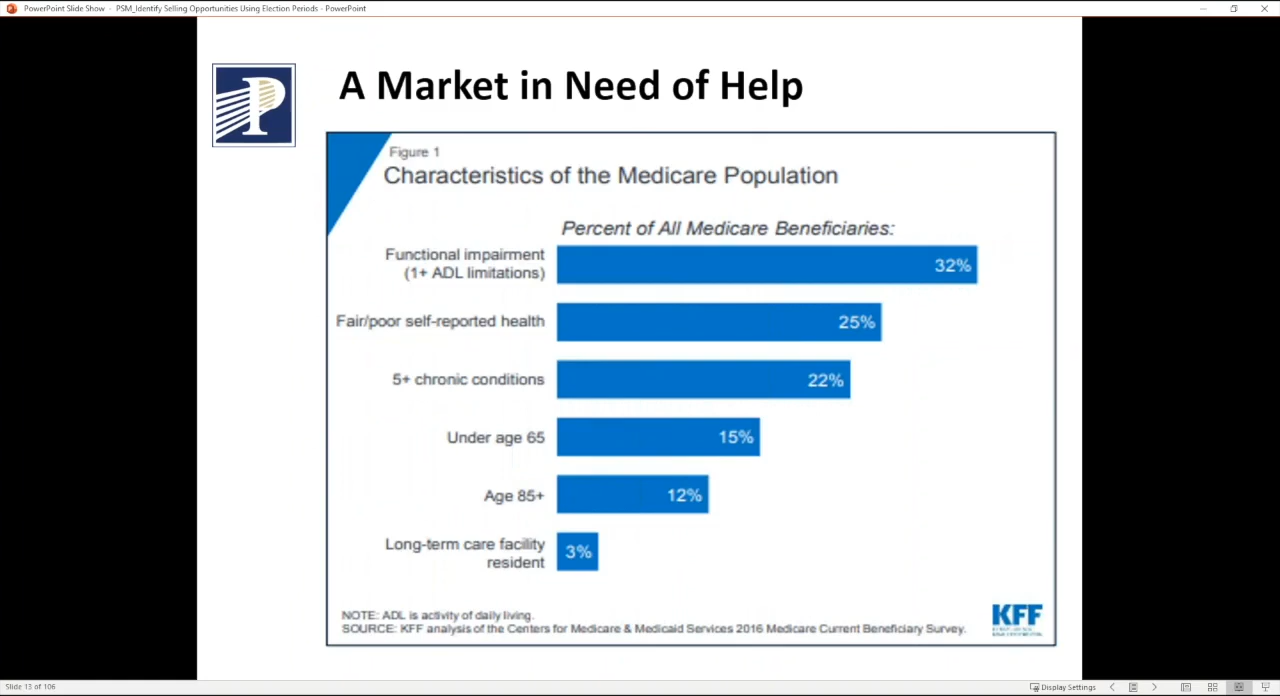 PowerPoint Slide Show - PSM_Identify Selling Opportunities Using Election Periods - PowerPoint
P
A Market in Need of Help
Figure 1
Characteristics of the Medicare Population
Percent of All Medicare Beneficiaries:
Functional impairment
(1+ ADL limitations)
32%
Fair/poor self-reported health
25%
5+ chronic conditions
22%
Under age 65
15%
Age 85+
12%
Long-term care facility
resident
3%
NOTE: ADL is activity of daily living.
SOURCE: KFF analysis of the Centers for Medicare & Medicaid Services 2016 Medicare Current Beneficiary Survey.
KFF
Slide 13 of 106
Display Settings